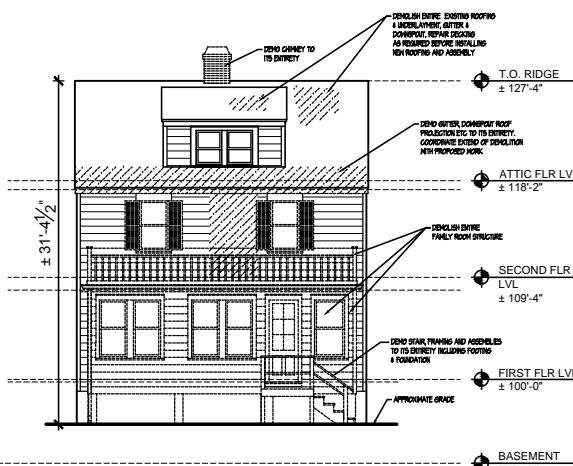 DEMOLISH ENTIRE EXISTING ROOFING
& UNDERLAYMENT, GUTTER &
DOWNSPOUT. REPAIR DECKING
AS REQUIRED BEFORE INSTALLING
NEW ROOFING AND ASSEMBLY
DEMO CHIMNEY TO
ITS ENTIRETY
T.O. RIDGE
± 127'-4"
DEMO GUTTER, DOWNSPOUT ROOF
PROJECTION ETC TO ITS ENTIRETY.
COORDINATE EXTEND OF DEMOLITION
WITH PROPOSED WORK.
ATTIC FLR LV
± 118'-2"
± 31'-4 1/2"
DEMOLISH ENTIRE
FAMILY ROOM STRUCTURE
SECOND FLR
LVL
± 109'-4"
DEMO STAIR, FRAMING AND ASSEMBLIES
TO ITS ENTIRETY INCLUDING FOOTING
& FOUNDATION
FIRST FLR LVL
± 100'-0"
APPROXIMATE GRADE
BASEMENT